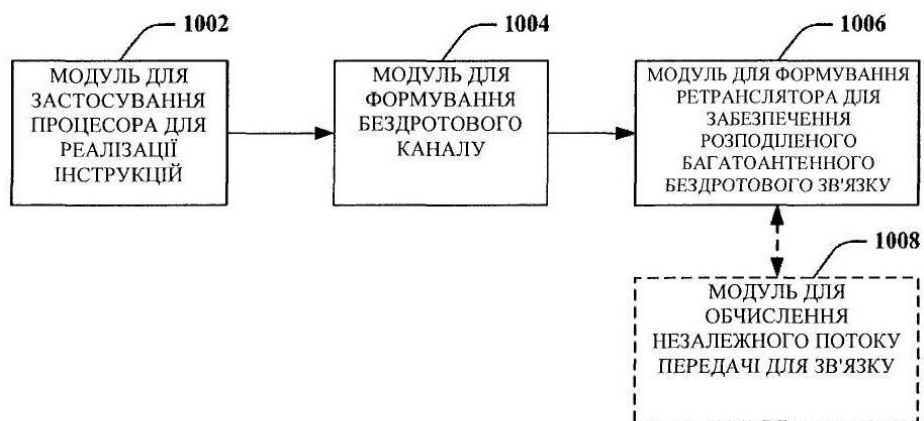 1002
МОДУЛЬ ДЛЯ
ЗАСТОСУВАННЯ
ПРОЦЕСОРА ДЛЯ
РЕАЛІЗАЦІЇ
ІНСТРУКЦІЙ
1004
МОДУЛЬ ДЛЯ
ФОРМУВАННЯ
БЕЗДРОТОВОГО
КАНАЛУ
1006
МОДУЛЬ ДЛЯ ФОРМУВАННЯ
РЕТРАНСЛЯТОРА ДЛЯ
ЗАБЕЗПЕЧЕННЯ
РОЗПОДІЛЕНОГО
БАГАТОАНТЕННОГО
БЕЗДРОТОВОГО ЗВ'ЯЗКУ
1008
МОДУЛЬ ДЛЯ
ОБЧИСЛЕННЯ
НЕЗАЛЕЖНОГО ПОТОКУ
ПЕРЕДАЧІ ДЛЯ ЗВ'ЯЗКУ